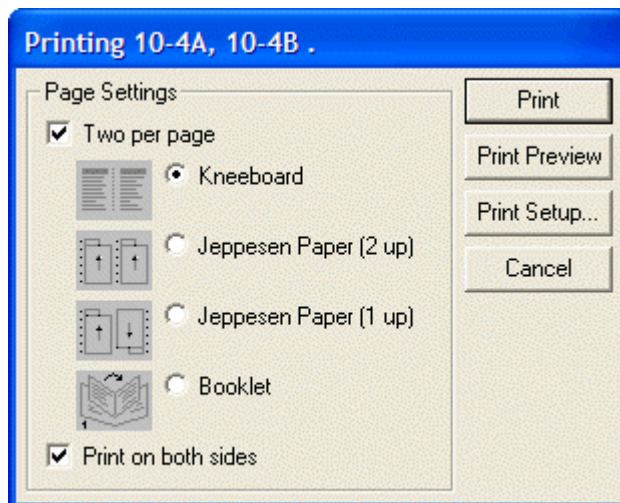 Printing 10-4A, 10-4B .
Page Settings
Two per page
Kneeboard
Jeppesen Paper (2 up)
Jeppesen Paper (1 up)
Booklet
1
Print on both sides
Print
Print Preview
Print Setup...
Cancel